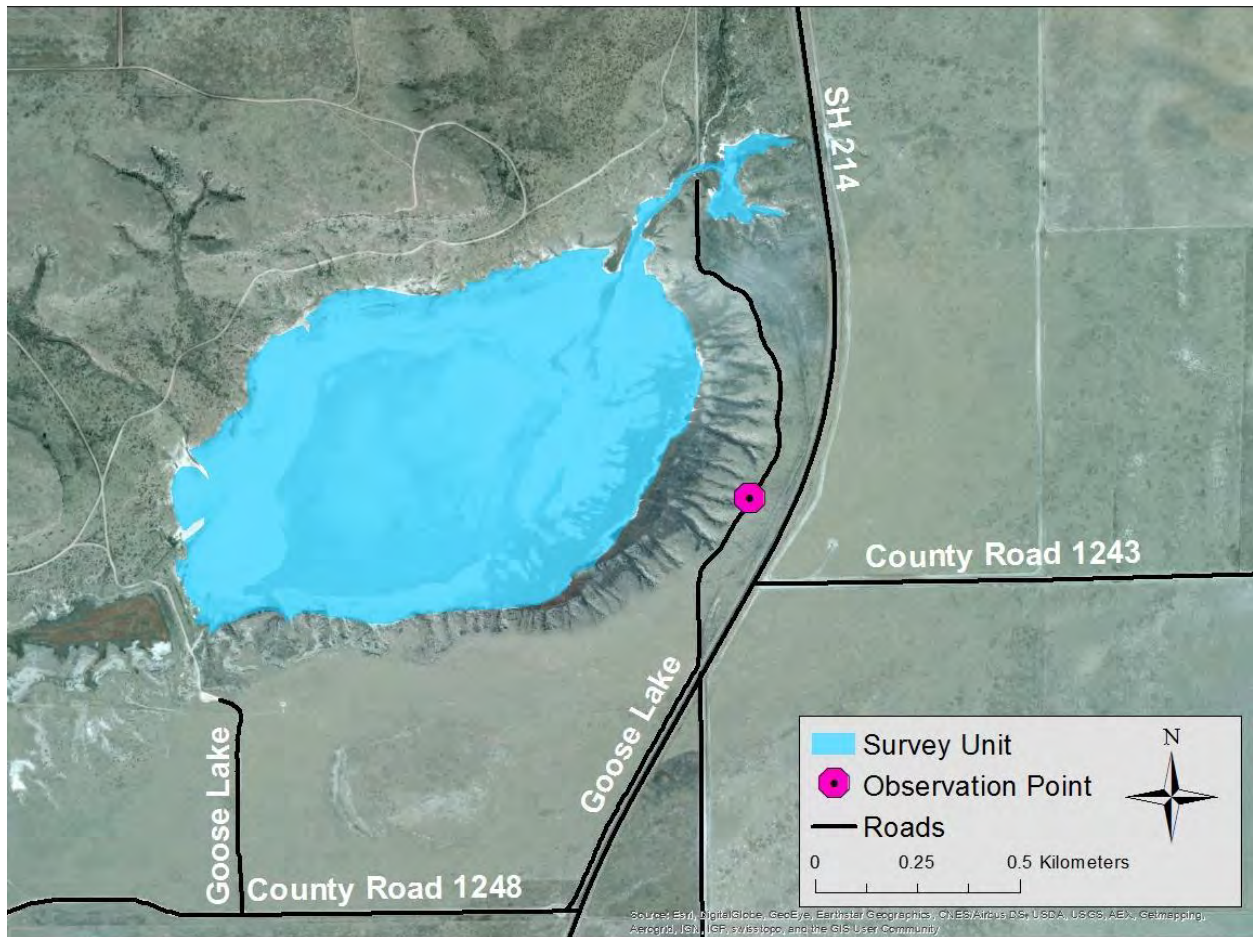 SH 214
County Road 1243
Goose Lake
Goose Lake
County Road 1248
Survey Unit
Observation Point
Roads
N
0 0.25 0.5 Kilometers
Source: Esri, DigitalGlobe, GeoEye, Earthstar Geographics, CNES/Airbus DS, USDA, USGS, AEX, Getmapping,
Aerogrid, IGN, IGP, swisstopo, and the GIS User Community